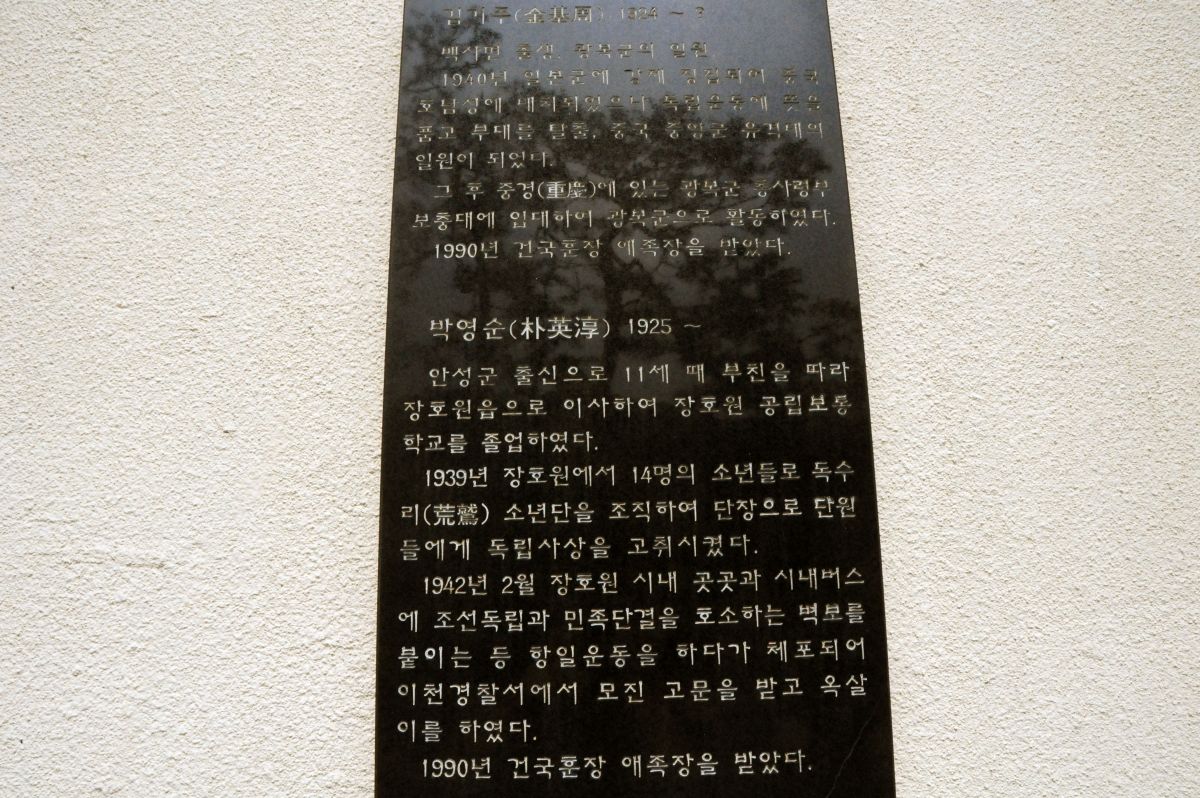 김기주(金基周) 1924 ~ ?
백사면 출생, 광복군의 일원
1940년 일본군에 강제 징집되어 중국
호남성에 배치되었으나 독립운동에 뜻을
품고 부대를 탈출, 중국 중앙군 유격대의
일원이 되었다.
그 후 중경(重慶)에 있는 광복군 총사령부
보충대에 입대하여 광복군으로 활동하였다.
1990년 건국훈장 애족장을 받았다.
박영순(朴英淳) 1925 ~
안성군 출신으로 11세 때 부친을 따라
장호원읍으로 이사하여 장호원 공립보통
학교를 졸업하였다.
1939년 장호원에서 14명의 소년들로 독수
리(荒鷲) 소년단을 조직하여 단장으로 단원
들에게 독립사상을 고취시켰다.
1942년 2월 장호원 시내 곳곳과 시내버스
에 조선독립과 민족단결을 호소하는 벽보를
붙이는 등 항일운동을 하다가 체포되어
이천경찰서에서 모진 고문을 받고 옥살
이를 하였다.
1990년 건국훈장 애족장을 받았다.